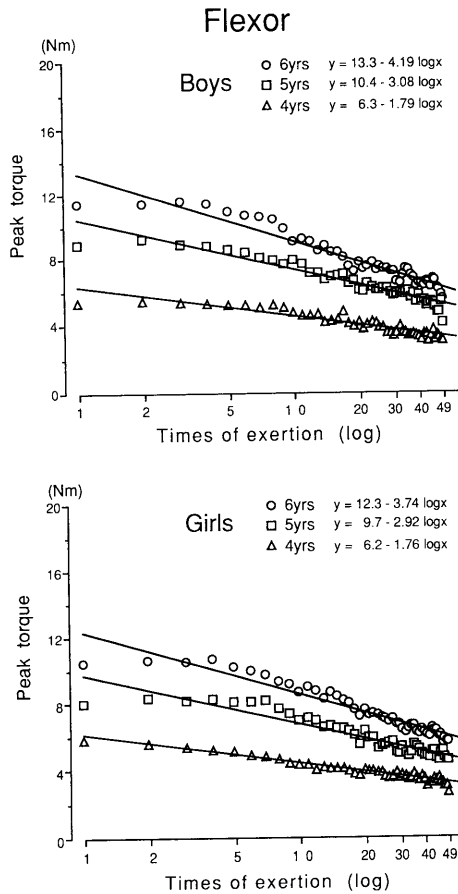 Flexor
(Nm)
Boys
○ 6yrs y = 13.3 - 4.19 logx
□ 5yrs y = 10.4 - 3.08 logx
△ 4yrs y = 6.3 - 1.79 logx
20
16
12
8
4
0
Peak torque
1 2 5 1 0 20 30 40 49
Times of exertion (log)
(Nm)
Girls
○ 6yrs y = 12.3 - 3.74 logx
□ 5yrs y = 9.7 - 2.92 logx
△ 4yrs y = 6.2 - 1.76 logx
20
16
12
8
4
0
Peak torque
1 2 5 1 0 20 30 40 49
Times of exertion (log)